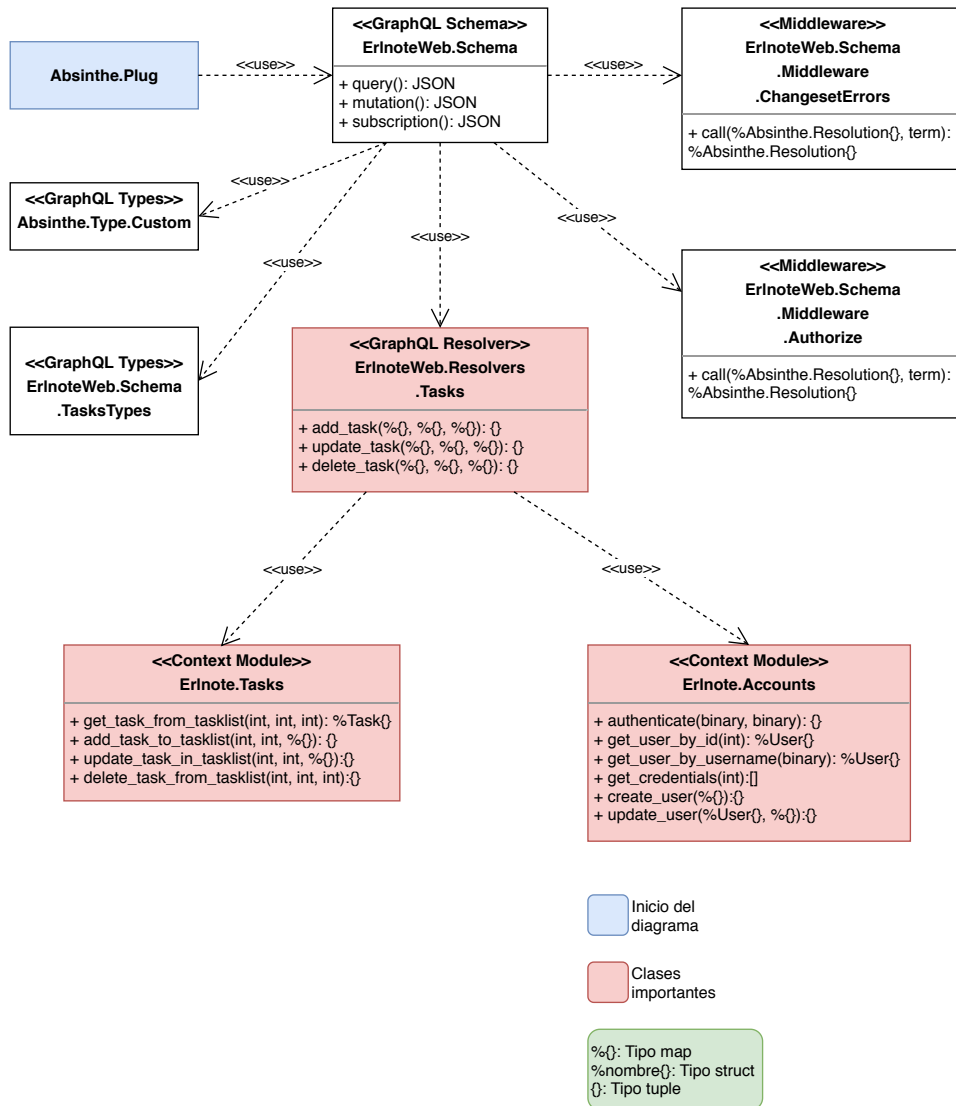 <<GraphQL Schema>>
ErlnoteWeb.Schema
+ query(): JSON
+ mutation(): JSON
+ subscription(): JSON
Absinthe.Plug
<<use>>
<<use>>
<<Middleware>>
ErlnoteWeb.Schema
.Middleware
.ChangesetErrors
+ call(%Absinthe.Resolution{}, term):
%Absinthe.Resolution{}
<<use>>
<<GraphQL Types>>
Absinthe.Type.Custom
<<use>>
<<use>>
<<use>>
<<Middleware>>
ErlnoteWeb.Schema
.Middleware
.Authorize
+ call(%Absinthe.Resolution{}, term):
%Absinthe.Resolution{}
<<GraphQL Types>>
ErlnoteWeb.Schema
.TasksTypes
<<GraphQL Resolver>>
ErlnoteWeb.Resolvers
.Tasks
+ add_task(%{}, %{}, %{}): {}
+ update_task(%{}, %{}, %{}): {}
+ delete_task(%{}, %{}, %{}): {}
<<use>>
<<use>>
<<Context Module>>
Erlnote.Tasks
+ get_task_from_tasklist(int, int, int): %Task{}
+ add_task_to_tasklist(int, int, %{}): {}
+ update_task_in_tasklist(int, int, %{}):{}
+ delete_task_from_tasklist(int, int, int):{}
<<Context Module>>
Erlnote.Accounts
+ authenticate(binary, binary): {}
+ get_user_by_id(int): %User{}
+ get_user_by_username(binary): %User{}
+ get_credentials(int):[]
+ create_user(%{}):{}
+ update_user(%User{}, %{}):{}
Inicio del
diagrama
Clases
importantes
%{}: Tipo map
%nombre{}: Tipo struct
{}: Tipo tuple